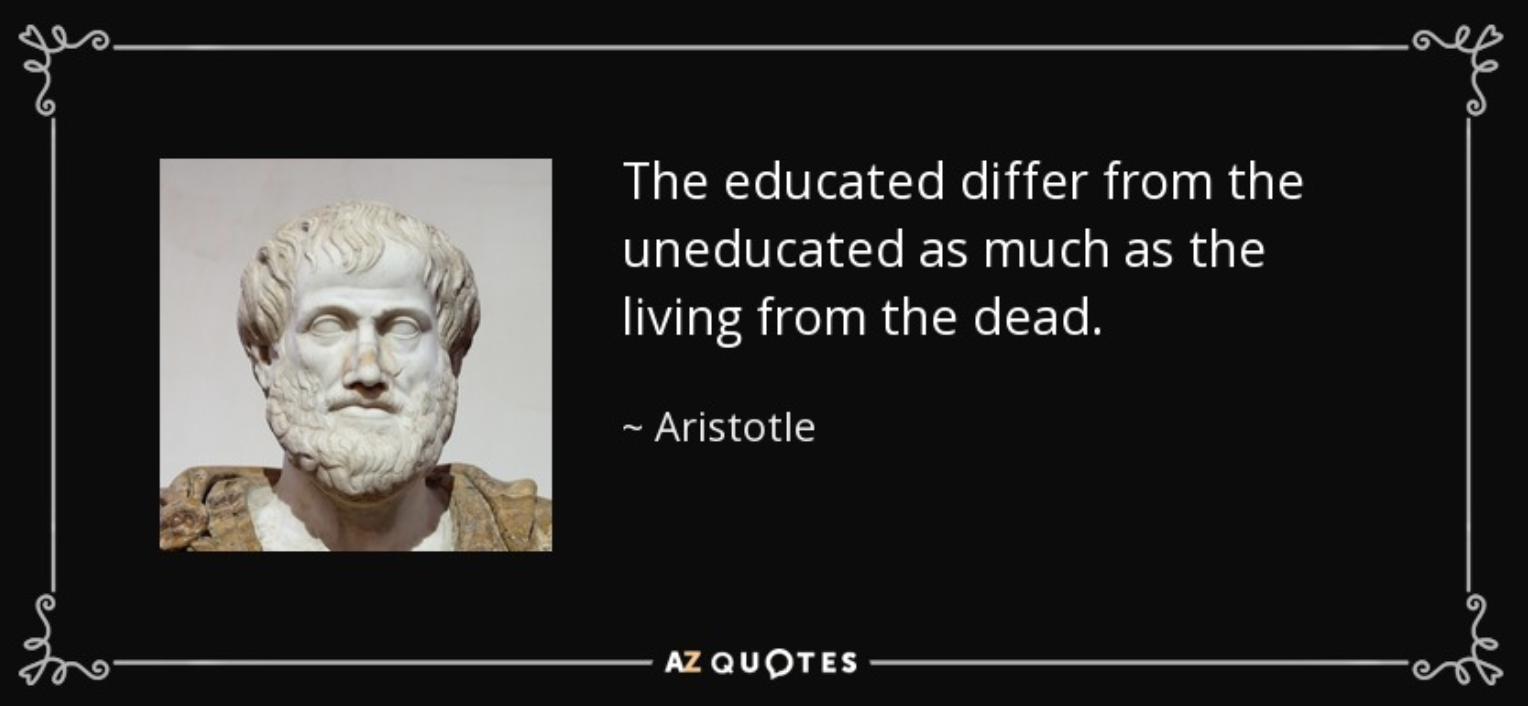 The educated differ from the
uneducated as much as the
living from the dead.
~ Aristotle
AZ QUOTES